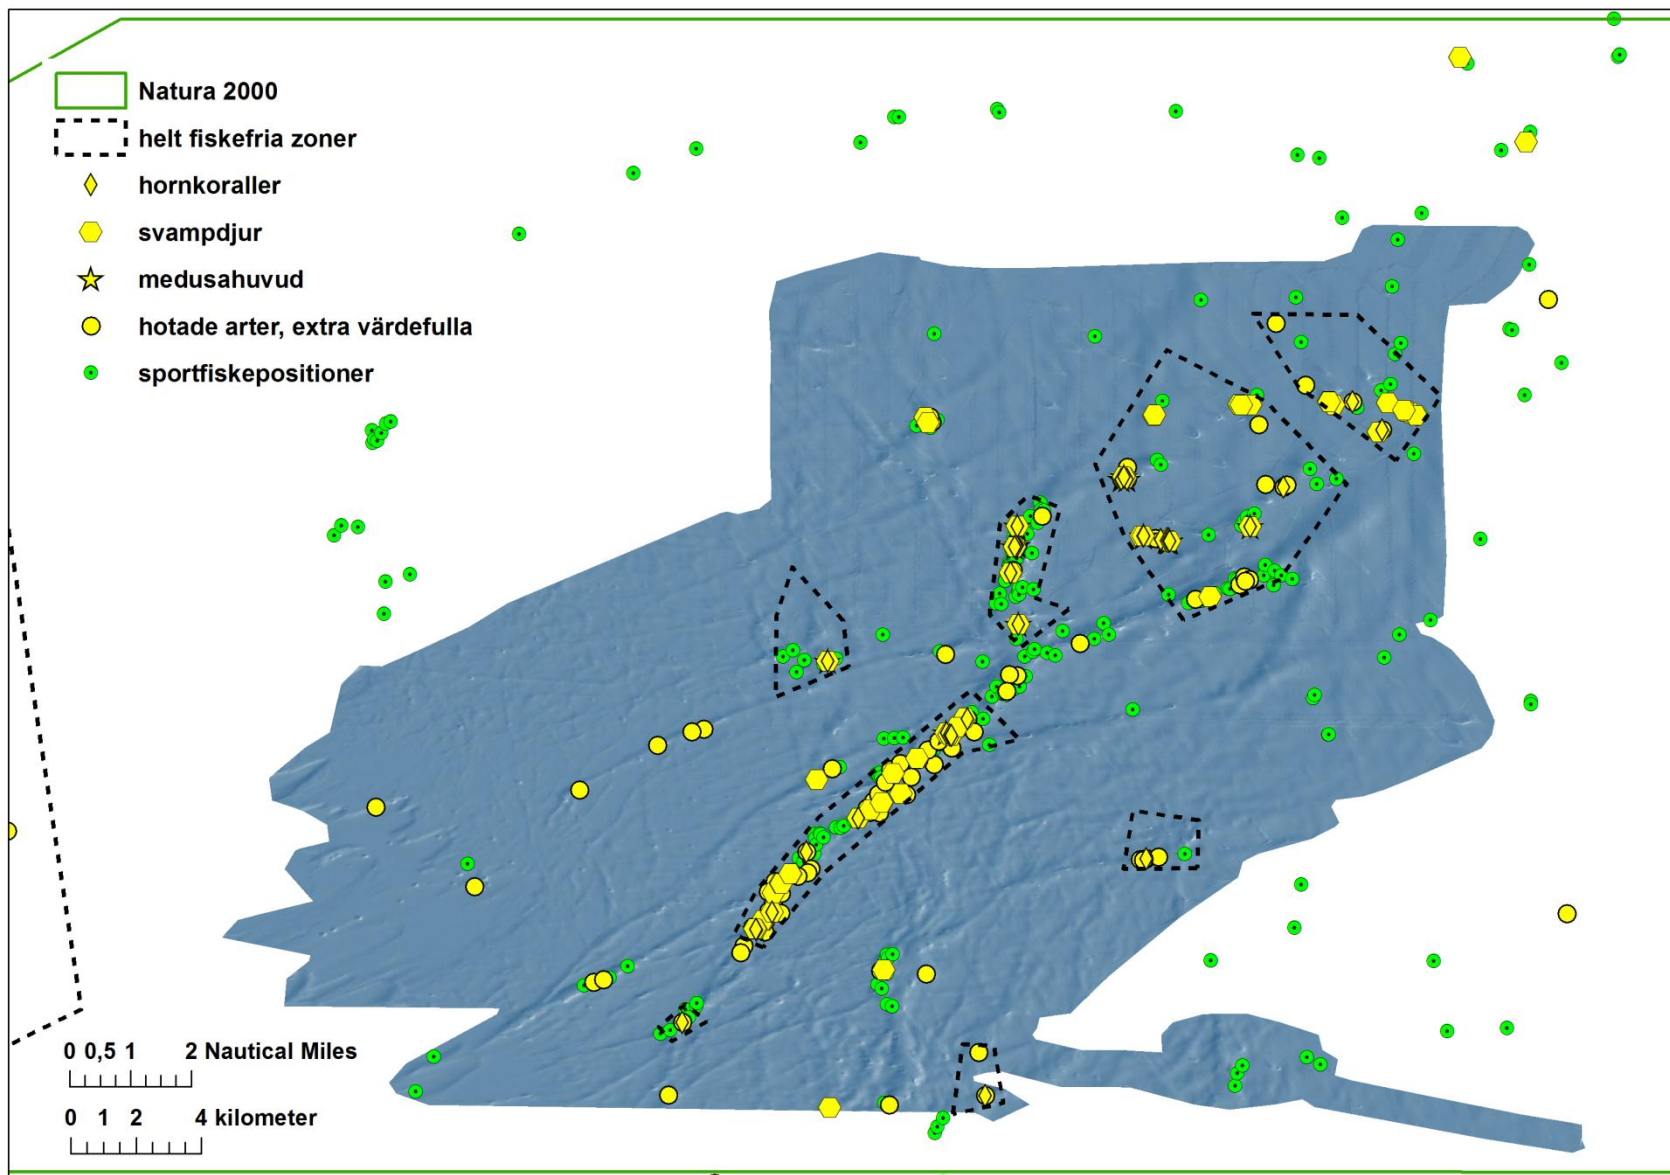 Natura 2000
helt fiskefria zoner
hornkoraller
svampdjur
medusahuvud
hotade arter, extra värdefulla
sportfiskepositioner
0 0,5 1 2 Nautical Miles
0 1 2 4 kilometer